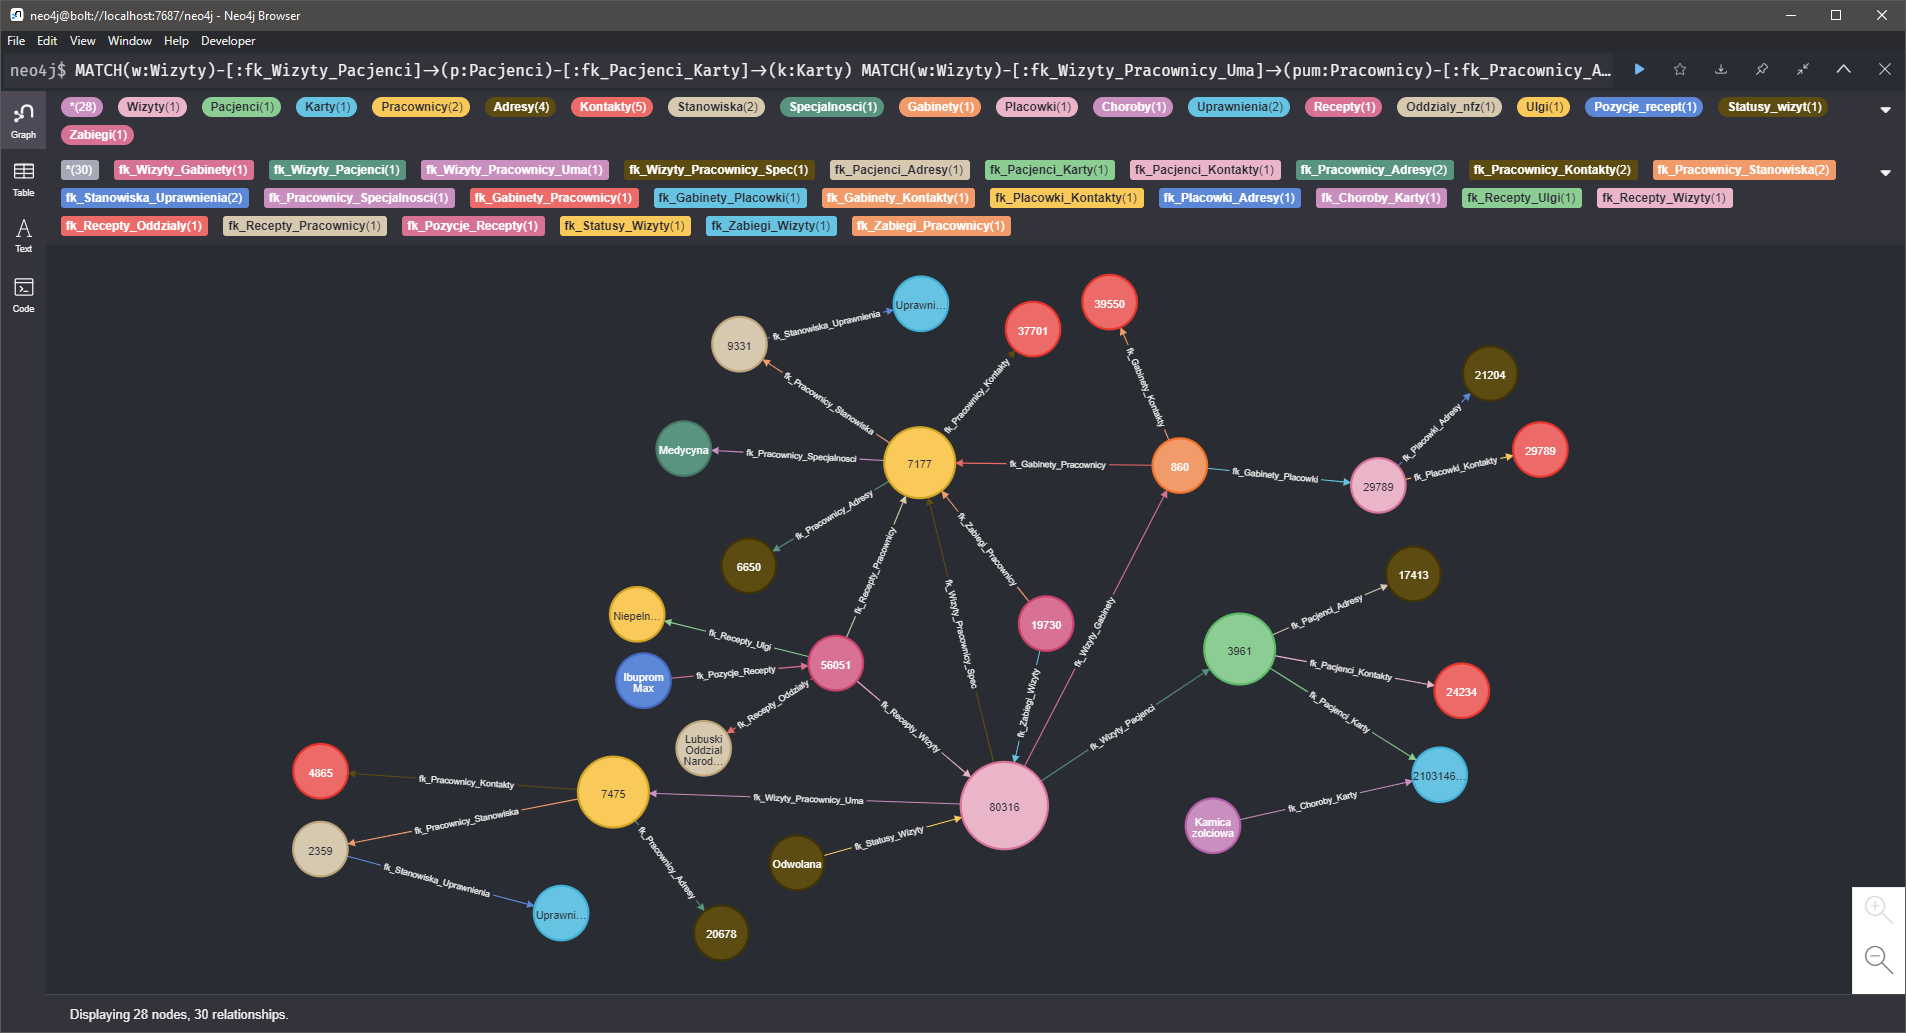 neo4j@bolt://localhost:7687/neo4j - Neo4j Browser
File Edit View Window Help Developer
neo4j$ MATCH(w:Wizyty)-[:fk_Wizyty_Pacjenci]->(p:Pacjenci)-[:fk_Pacjenci_Karty]->(k:Karty) MATCH(w:Wizyty)-[:fk_Wizyty_Pracownicy_Uma]->(pum:Pracownicy)-[:fk_Pracownicy_A...
*(28) Wizyty(1) Pacjenci(1) Karty(1) Pracownicy(2) Adresy(4) Kontakty(5) Stanowiska(2) Specjalnosci(1) Gabinety(1) Placowki(1) Choroby(1) Uprawnienia(2) Recepty(1) Oddzialy_nfz(1) Ulgi(1) Pozycje_recept(1) Statusy_wizyt(1)
Zabiegi(1)
*(30) fk_Wizyty_Gabinety(1) fk_Wizyty_Pacjenci(1) fk_Wizyty_Pracownicy_Uma(1) fk_Wizyty_Pracownicy_Spec(1) fk_Pacjenci_Adresy(1) fk_Pacjenci_Karty(1) fk_Pacjenci_Kontakty(1) fk_Pracownicy_Adresy(2) fk_Pracownicy_Kontakty(2) fk_Pracownicy_Stanowiska(2)
fk_Stanowiska_Uprawnienia(2) fk_Pracownicy_Specjalnosci(1) fk_Gabinety_Pracownicy(1) fk_Gabinety_Placowki(1) fk_Gabinety_Kontakty(1) fk_Placowki_Kontakty(1) fk_Placowki_Adresy(1) fk_Choroby_Karty(1) fk_Recepty_Ulgi(1) fk_Recepty_Wizyty(1)
fk_Recepty_Oddzialy(1) fk_Recepty_Pracownicy(1) fk_Pozycje_Recepty(1) fk_Statusy_Wizyty(1) fk_Zabiegi_Wizyty(1) fk_Zabiegi_Pracownicy(1)
Graph
Table
Text
Code
Uprawni...
39550
fk_Stanowiska_Uprawnienia
37701
9331
fk_Pracownicy_Kontakty
fk_Gabinety_Kontakty
21204
fk_Pracownicy_Stanowiska
fk_Placowki_Adresy
Medycyna
fk_Pracownicy_Specjalnosci
7177
fk_Gabinety_Pracownicy
860
fk_Gabinety_Placowki
29789
fk_Placowki_Kontakty
29789
fk_Pracownicy_Adresy
6650
fk_Recepty_Pracownicy
fk_Zabiegi_Pracownicy
17413
fk_Pacjenci_Adresy
Niepeln...
fk_Recepty_Ulgi
fk_Wizyty_Pracownicy_Spec
19730
fk_Wizyty_Gabinety
3961
Ibuprom
Max
fk_Pozycje_Recepty
56051
fk_Pacjenci_Kontakty
24234
fk_Recepty_Oddzialy
fk_Zabiegi_Wizyty
fk_Pacjenci_Karty
Lubuski
Oddzial
Narod...
fk_Recepty_Wizyty
fk_Wizyty_Pacjenci
4865
fk_Pracownicy_Kontakty
7475
fk_Wizyty_Pracownicy_Uma
80316
2103146...
fk_Choroby_Karty
Kamica
zolciowa
fk_Pracownicy_Stanowiska
2359
fk_Statusy_Wizyty
Odwolana
fk_Stanowiska_Uprawnienia
fk_Pracownicy_Adresy
Uprawni...
20678
Displaying 28 nodes, 30 relationships.